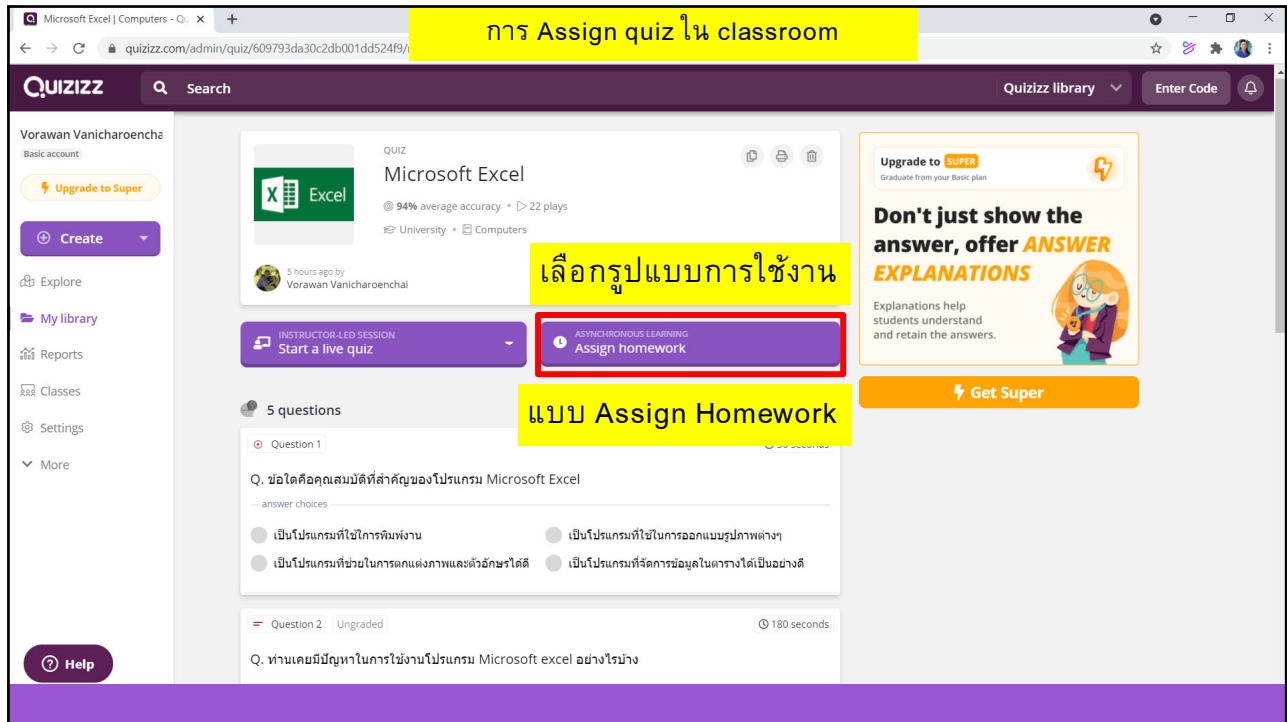 Microsoft Excel | Computers - Qu
การ Assign quiz ใน classroom
quizizz.com/admin/quiz/609793da30c2db001dd524f9/
QUIZIZZ
Search
Quizizz library
Enter Code
Vorawan Vanicharoencha
Basic account
Upgrade to Super
Create
Explore
My library
Reports
Classes
Settings
More
Help
QUIZ
Microsoft Excel
X Excel
94% average accuracy • 22 plays
University • Computers
5 hours ago by
Vorawan Vanicharoenchai
เลือกรูปแบบการใช้งาน
INSTRUCTOR-LED SESSION
Start a live quiz
ASYNCHRONOUS LEARNING
Assign homework
แบบ Assign Homework
5 questions
Question 1
Q. ข้อใดคือคุณสมบัติที่สำคัญของโปรแกรม Microsoft Excel
answer choices
เป็นโปรแกรมที่ใช้ใการพิมพ์งาน
เป็นโปรแกรมที่ใช้ในการออกแบบรูปภาพต่างๆ
เป็นโปรแกรมที่ช่วยในการตกแต่งภาพและตัวอักษรได้ดี
เป็นโปรแกรมที่จัดการข้อมูลในตารางได้เป็นอย่างดี
Question 2 Ungraded
180 seconds
Q. ท่านเคยมีปัญหาในการใช้งานโปรแกรม Microsoft excel อย่างไรบ้าง
Upgrade to SUPER
Graduate from your Basic plan
Don't just show the
answer, offer ANSWER
EXPLANATIONS
Explanations help
students understand
and retain the answers.
Get Super